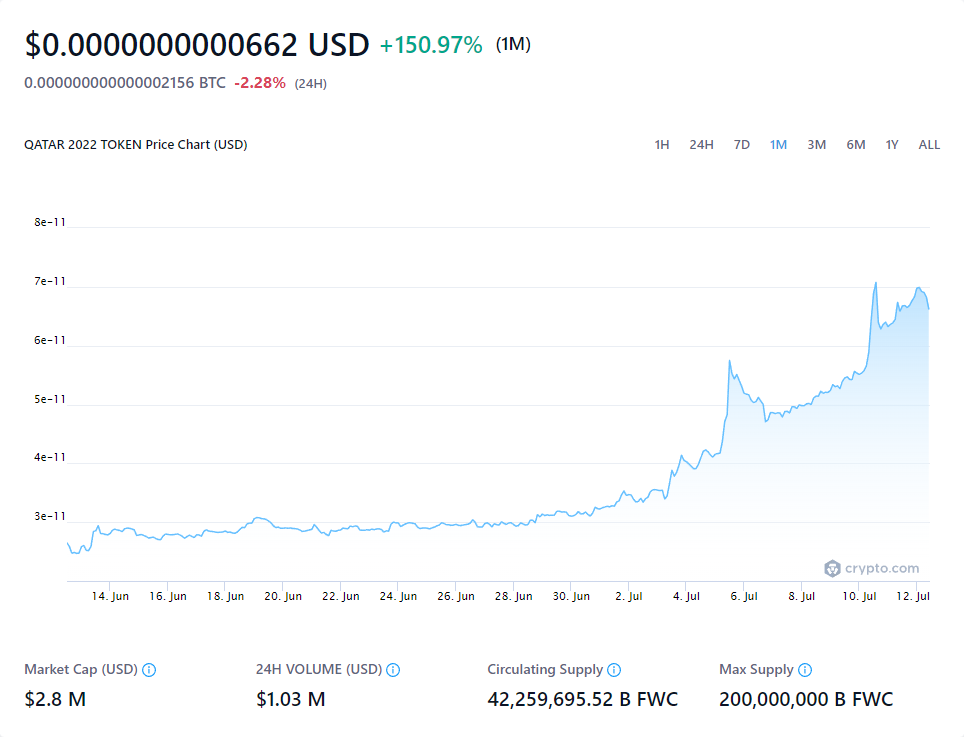 $0.0000000000662 USD +150.97% (1M)
0.000000000000002156 BTC -2.28% (24H)
QATAR 2022 TOKEN Price Chart (USD) 1H 24H 7D 1M 3M 6M 1Y ALL
8e-11
7e-11
6e-11
5e-11
4e-11
3e-11
crypto.com
14. Jun 16. Jun 18. Jun 20. Jun 22. Jun 24. Jun 26. Jun 28. Jun 30. Jun 2. Jul 4. Jul 6. Jul 8. Jul 10. Jul 12. Jul
Market Cap (USD) 24H VOLUME (USD) Circulating Supply Max Supply
$2.8 M $1.03 M 42,259,695.52 B FWC 200,000,000 B FWC